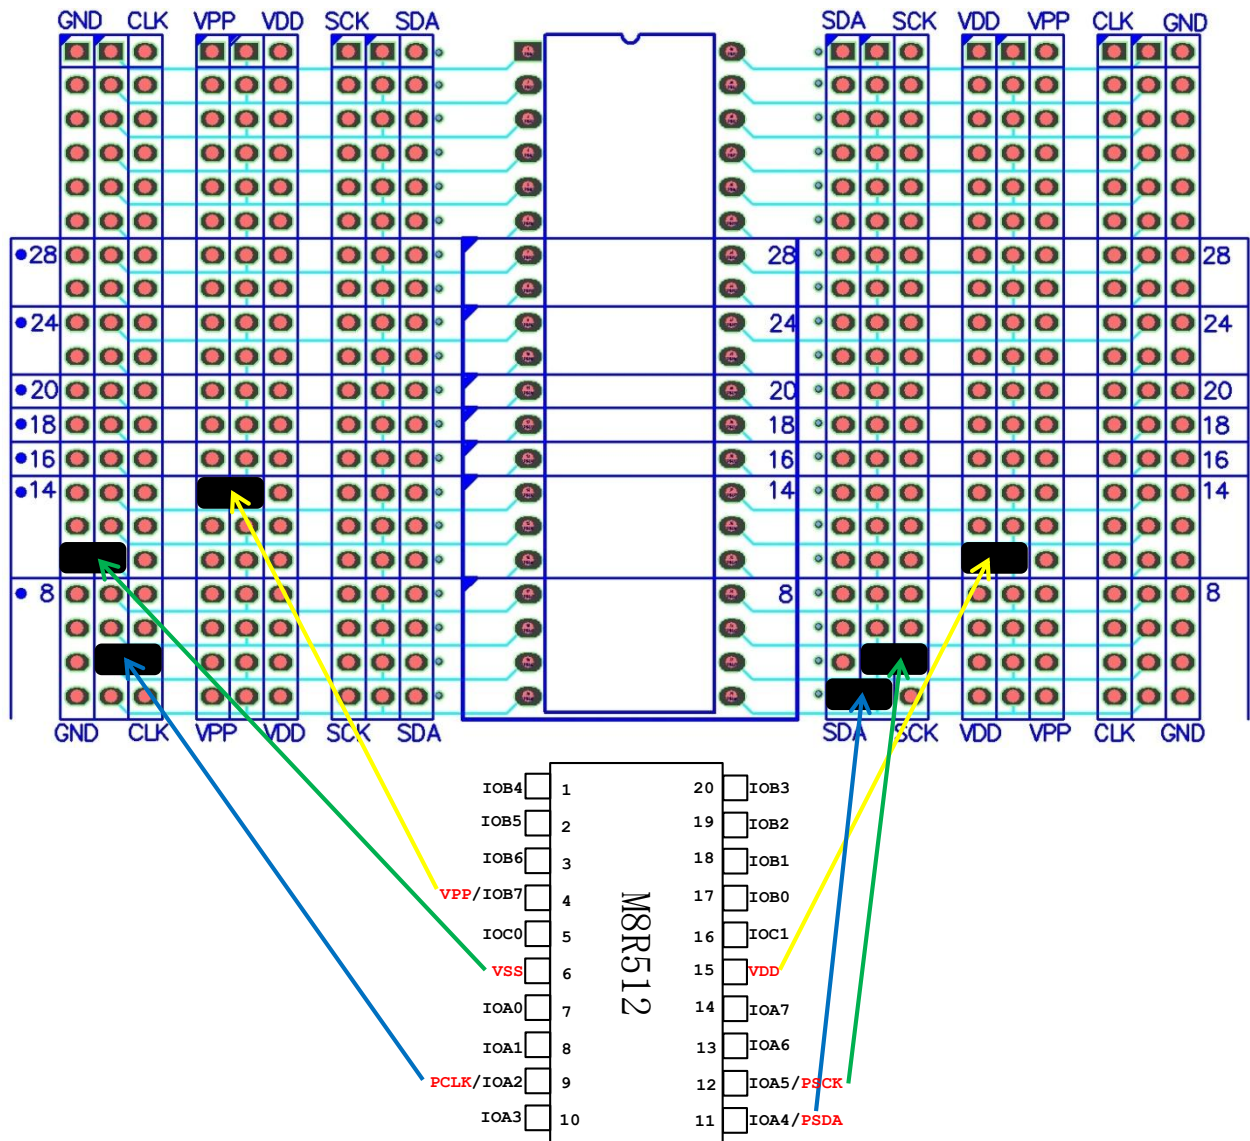 GND CLK VPP VDD SCK SDA SDA SCK VDD VPP CLK GND
28 28 28
24 24 24
20 20 20
18 18 18
16 16 16
14 14 14
8 8 8
GND CLK VPP VDD SCK SDA SDA SCK VDD VPP CLK GND
IOB4 1 20 IOB3
IOB5 2 19 IOB2
IOB6 3 18 IOB1
VPP/IOB7 4 17 IOB0
IOC0 5 16 IOC1
VSS 6 15 VDD
IOA0 7 14 IOA7
IOA1 8 13 IOA6
PCLK/IOA2 9 12 IOA5/PSCK
IOA3 10 11 IOA4/PSDA
M8R512